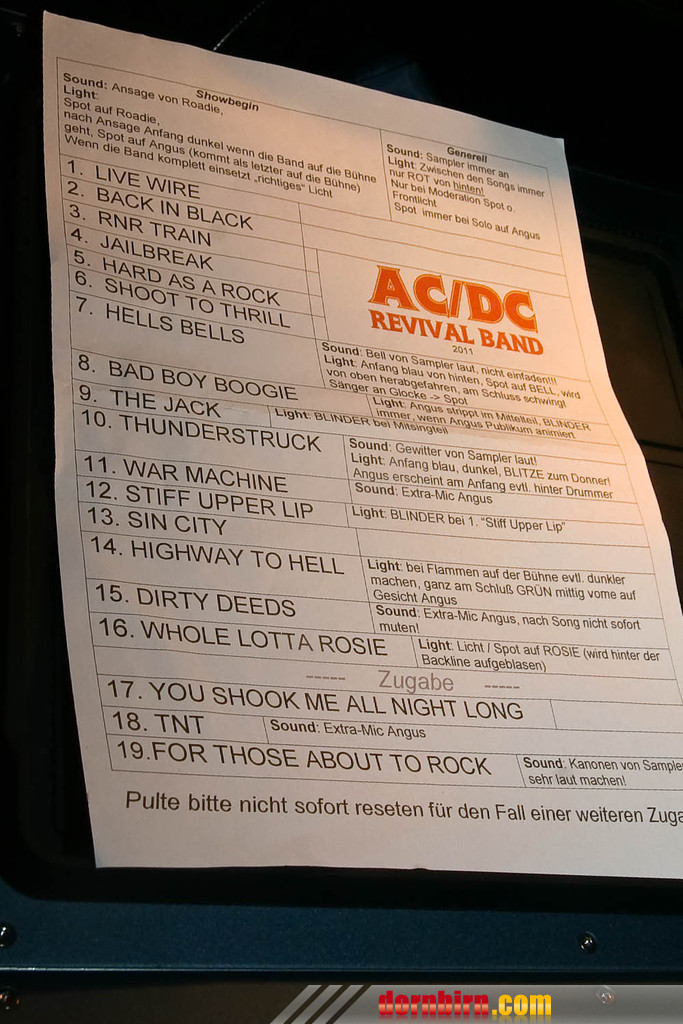 Showbegin
Sound: Ansage von Roadie,
Light:
Spot auf Roadie,
nach Ansage Anfang dunkel wenn die Band auf die Bühne
geht, Spot auf Angus (kommt als letzter auf die Bühne)
Wenn die Band komplett einsetzt „richtiges" Licht
Generell
Sound: Sampler immer an
Light: Zwischen den Songs immer
nur ROT von hinten!
Nur bei Moderation Spot o.
Frontlicht
Spot immer bei Solo auf Angus
1. LIVE WIRE
2. BACK IN BLACK
3. RNR TRAIN
4. JAILBREAK
5. HARD AS A ROCK
6. SHOOT TO THRILL
7. HELLS BELLS
AC/DC
REVIVAL BAND
2011
Sound: Bell von Sampler laut, nicht einfaden!!!
Light: Anfang blau von hinten, Spot auf BELL, wird
von oben herabgefahren, am Schluss schwingt
Sänger an Glocke -> Spot
8. BAD BOY BOOGIE
Light: Angus strippt im Mittelteil, BLINDER
immer, wenn Angus Publikum animiert
9. THE JACK
Light: BLINDER bei Mitsingteil
10. THUNDERSTRUCK
Sound: Gewitter von Sampler laut!
Light: Anfang blau, dunkel, BLITZE zum Donner!
Angus erscheint am Anfang evtl. hinter Drummer
11. WAR MACHINE
Sound: Extra-Mic Angus
12. STIFF UPPER LIP
Light: BLINDER bei 1. "Stiff Upper Lip"
13. SIN CITY
14. HIGHWAY TO HELL
Light: bei Flammen auf der Bühne evtl. dunkler
machen, ganz am Schluß GRÜN mittig vorne auf
Gesicht Angus
15. DIRTY DEEDS
Sound: Extra-Mic Angus, nach Song nicht sofort
muten!
16. WHOLE LOTTA ROSIE
Light: Licht / Spot auf ROSIE (wird hinter der
Backline aufgeblasen)
----- Zugabe -----
17. YOU SHOOK ME ALL NIGHT LONG
18. TNT
Sound: Extra-Mic Angus
19.FOR THOSE ABOUT TO ROCK
Sound: Kanonen von Sampler
sehr laut machen!
Pulte bitte nicht sofort reseten für den Fall einer weiteren Zuga
dornbirn.com